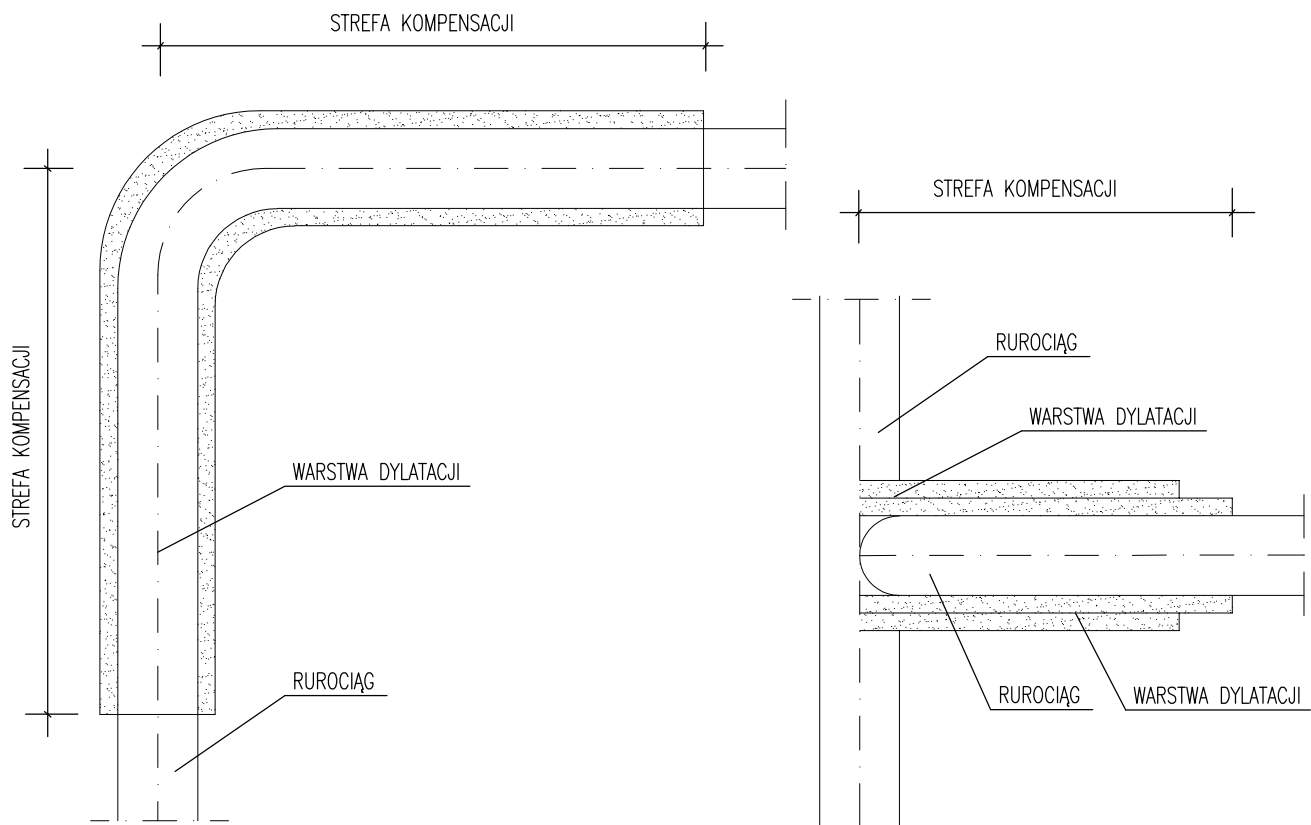 STREFA KOMPENSACJI
STREFA KOMPENSACJI
STREFA KOMPENSACJI
RUROCIĄG
WARSTWA DYLATACJI
WARSTWA DYLATACJI
RUROCIĄG
RUROCIĄG
WARSTWA DYLATACJI